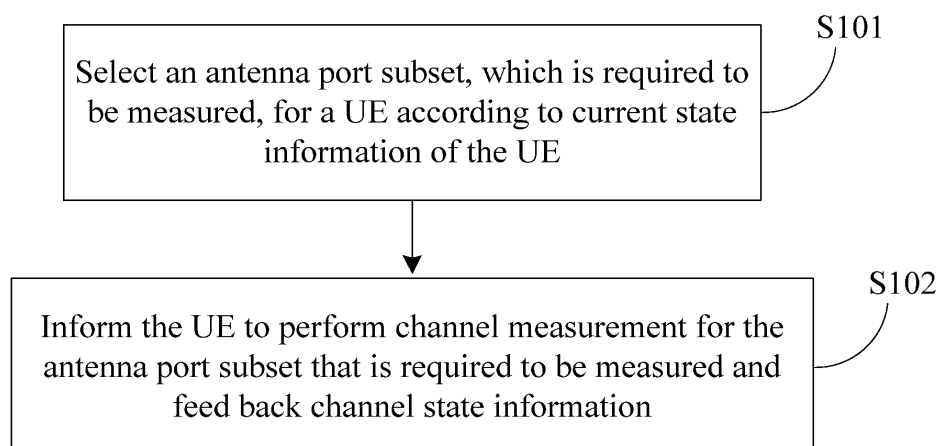 S101
Select an antenna port subset, which is required to
be measured, for a UE according to current state
information of the UE
S102
Inform the UE to perform channel measurement for the
antenna port subset that is required to be measured and
feed back channel state information